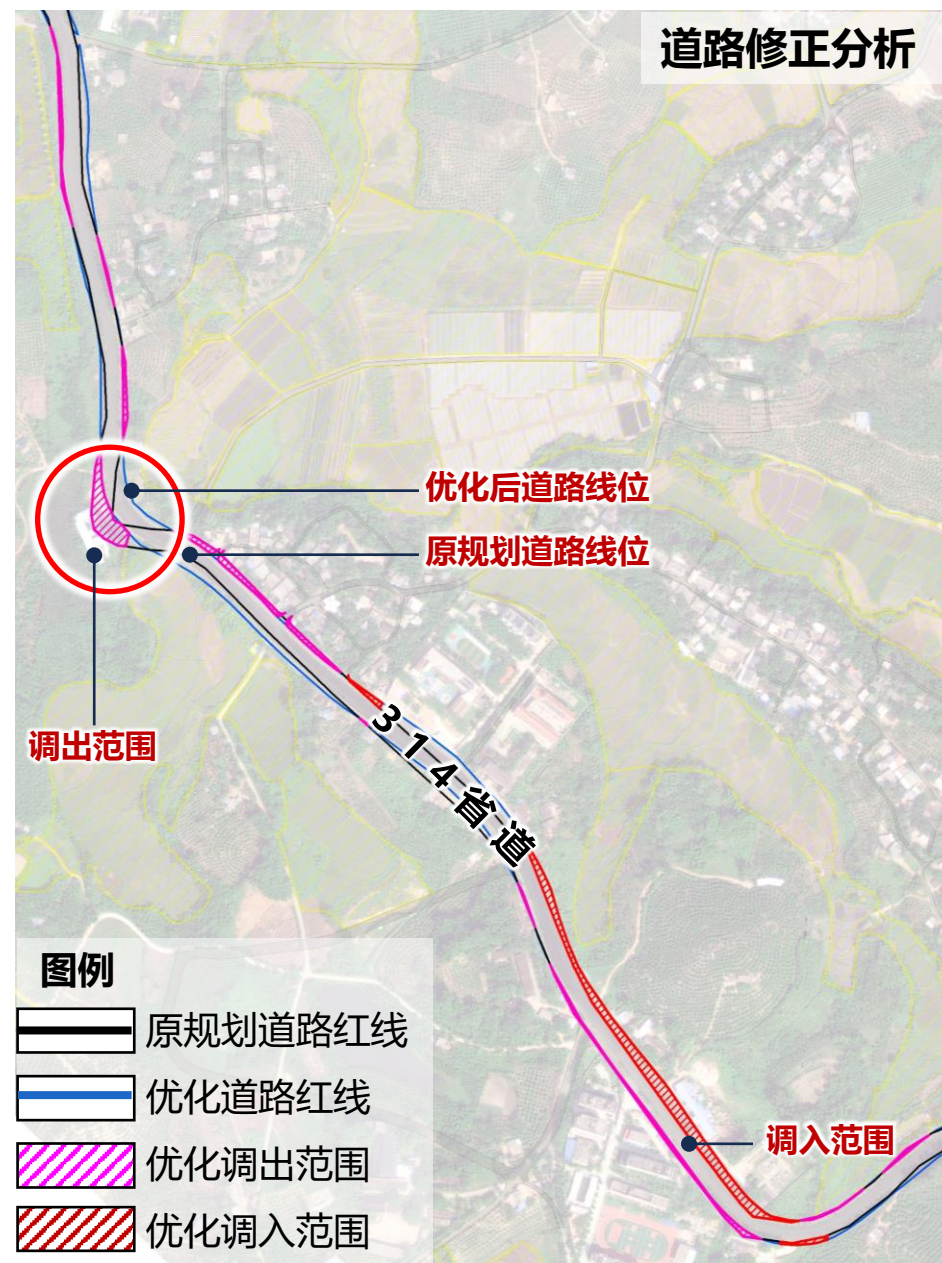 道路修正分析
优化后道路线位
原规划道路线位
调出范围
314省道
调入范围
图例
原规划道路红线
优化道路红线
优化调出范围
优化调入范围